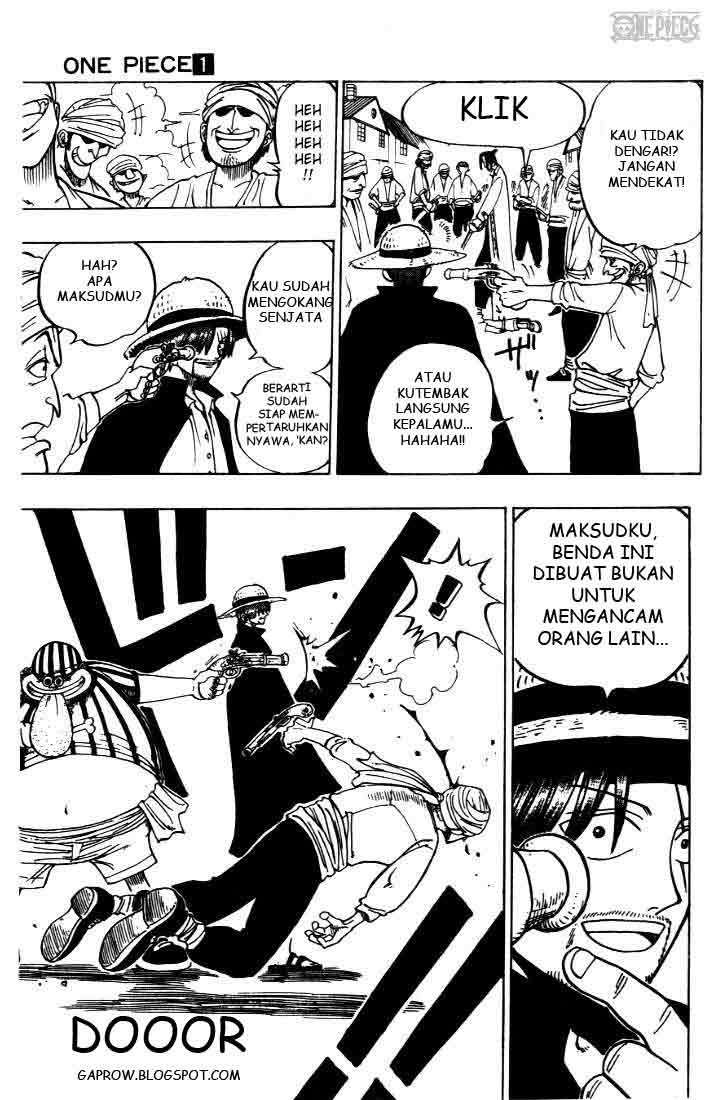 ONE PIECE
ONE PIECE 1
KLIK
KAU TIDAK
DENGAR!?
JANGAN
MENDEKAT!
ATAU
KUTEMBAK
LANGSUNG
KEPALAMU...
HAHAHA!!
HEH
HEH
HEH
HEH
!!
KAU SUDAH
MENGOKANG
SENJATA
BERARTI
SUDAH
SIAP MEM-
PERTARUHKAN
NYAWA, 'KAN?
HAH?
APA
MAKSUDMU?
MAKSUDKU,
BENDA INI
DIBUAT BUKAN
UNTUK
MENGANCAM
ORANG LAIN...
!
DOOOR
GAPROW.BLOGSPOT.COM